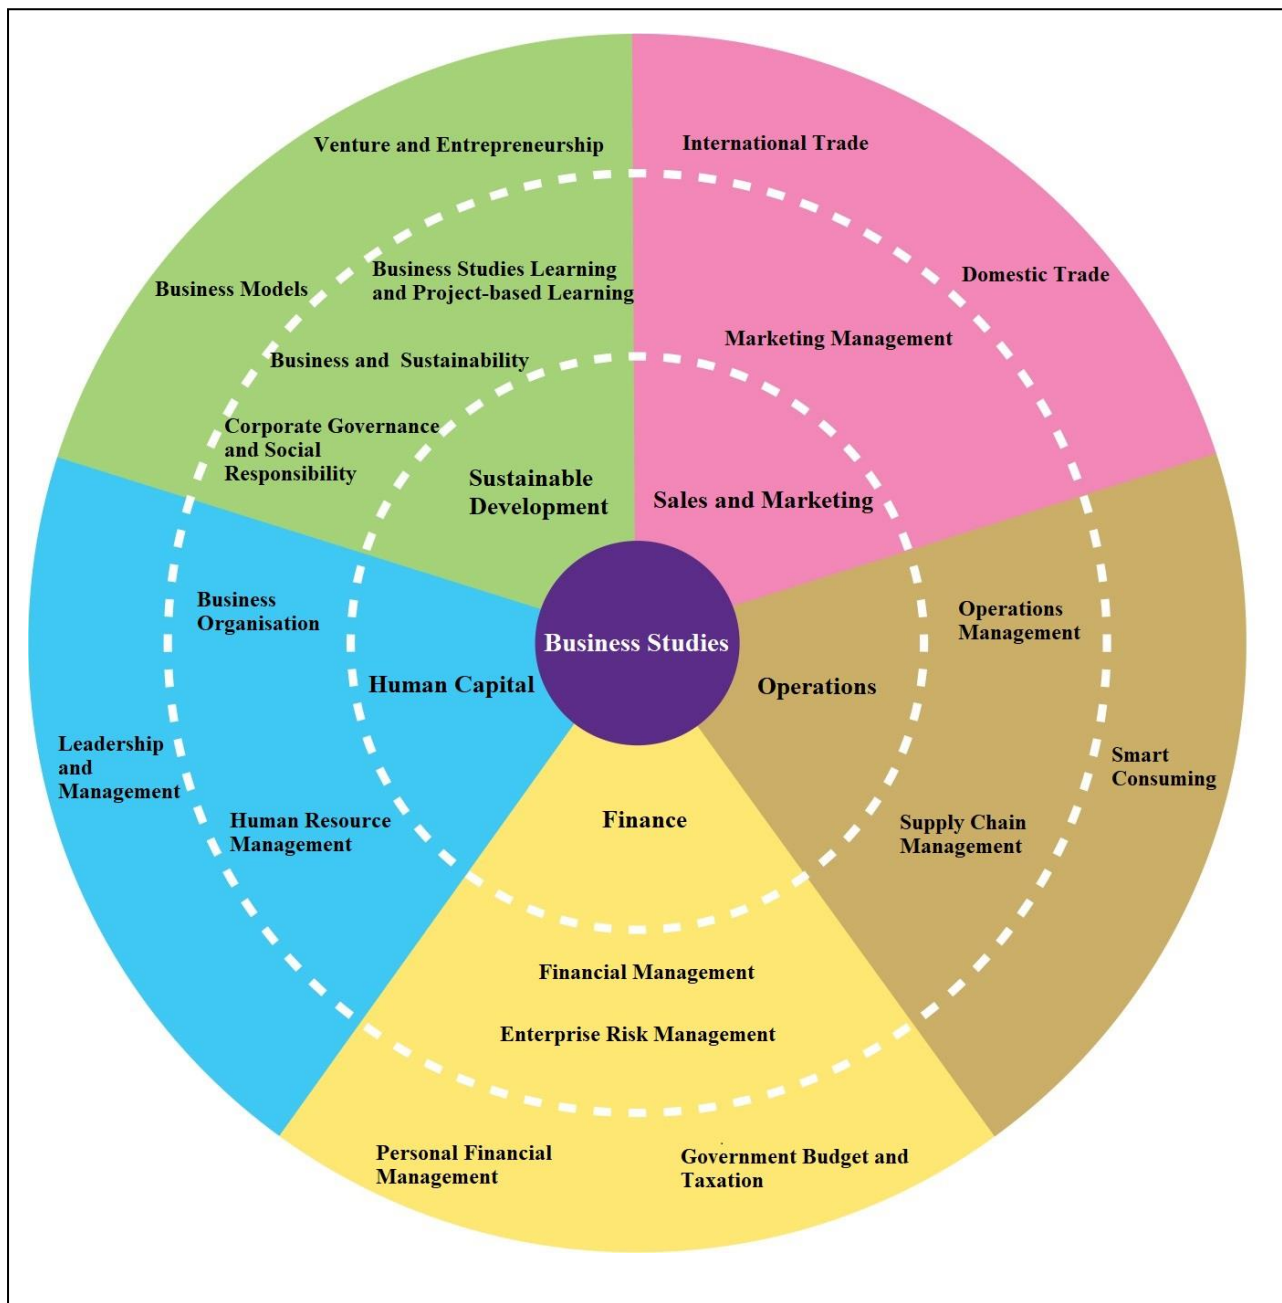 Venture and Entrepreneurship
International Trade
Business Studies Learning
and Project-based Learning
Domestic Trade
Business Models
Marketing Management
Business and  Sustainability
Corporate Governance
and Social
Responsibility
Sustainable
Development
Sales and Marketing
Business
Organisation
Operations
Management
Business Studies
Human Capital
Operations
Leadership
and
Management
Smart
Consuming
Human Resource
Management
Finance
Supply Chain
Management
Financial Management
Enterprise Risk Management
Personal Financial
Management
Government Budget and
Taxation